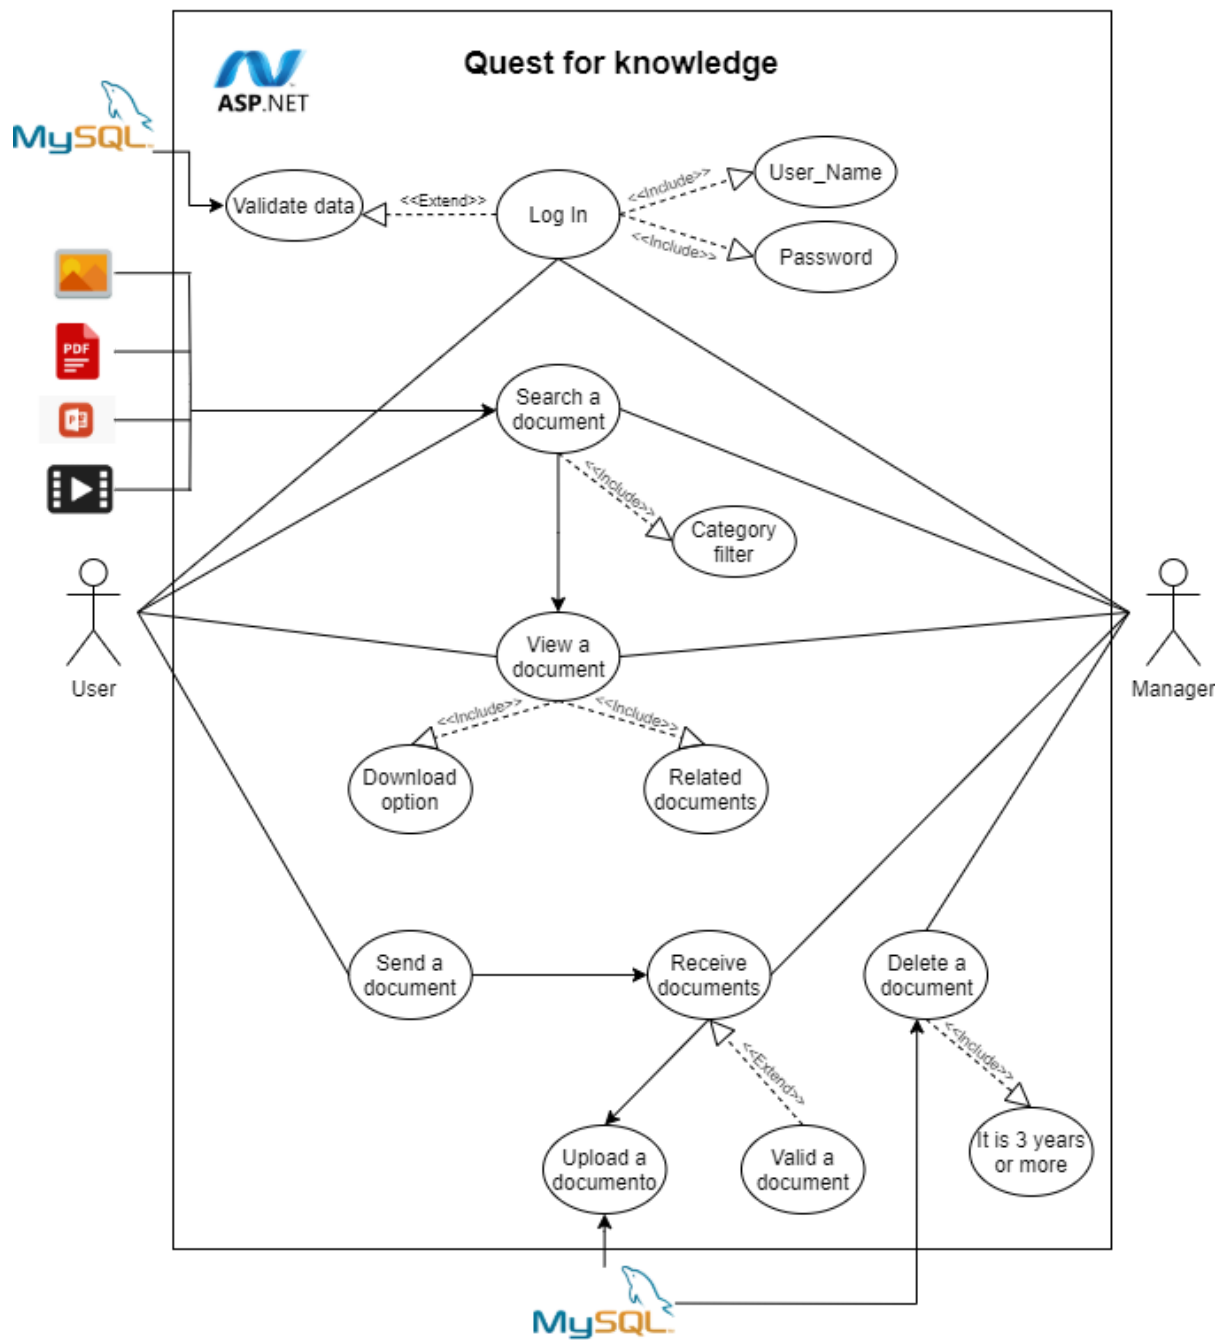 Quest for knowledge
ASP.NET
MySQL
Validate data
<<Extend>>
Log In
<<Include>>
User_Name
<<Include>>
Password
PDF
P
Search a
document
<<Include>>
Category
filter
User
View a
document
Manager
<<Include>>
<<Include>>
Download
option
Related
documents
Send a
document
Receive
documents
Delete a
document
<<Extend>>
<<Include>>
Upload a
documento
Valid a
document
It is 3 years
or more
MySQL